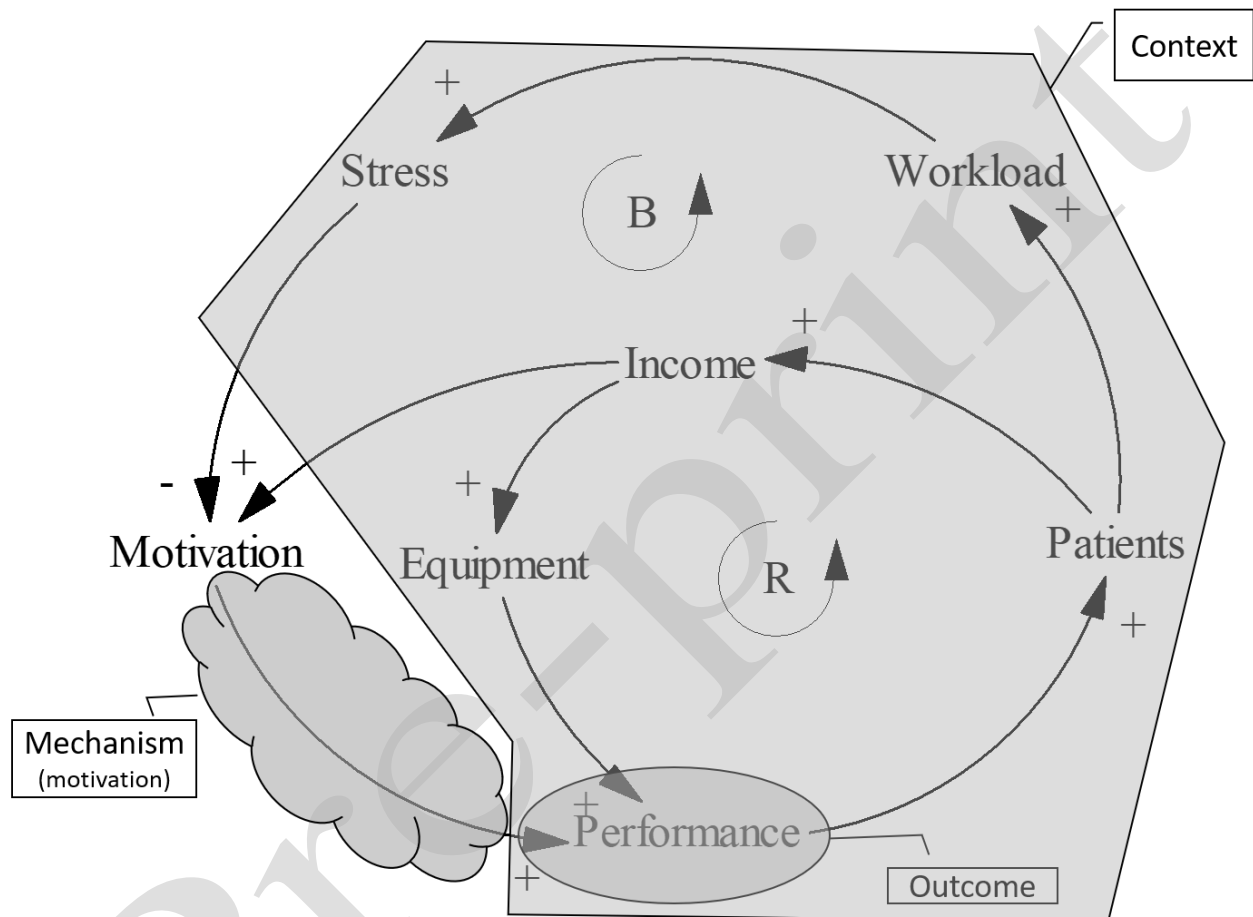 Context
+
Stress
Workload
+
B
+
Income
+
-
+
Motivation
Equipment
R
Patients
+
Mechanism
(motivation)
+
Performance
+
Outcome
Pre-print